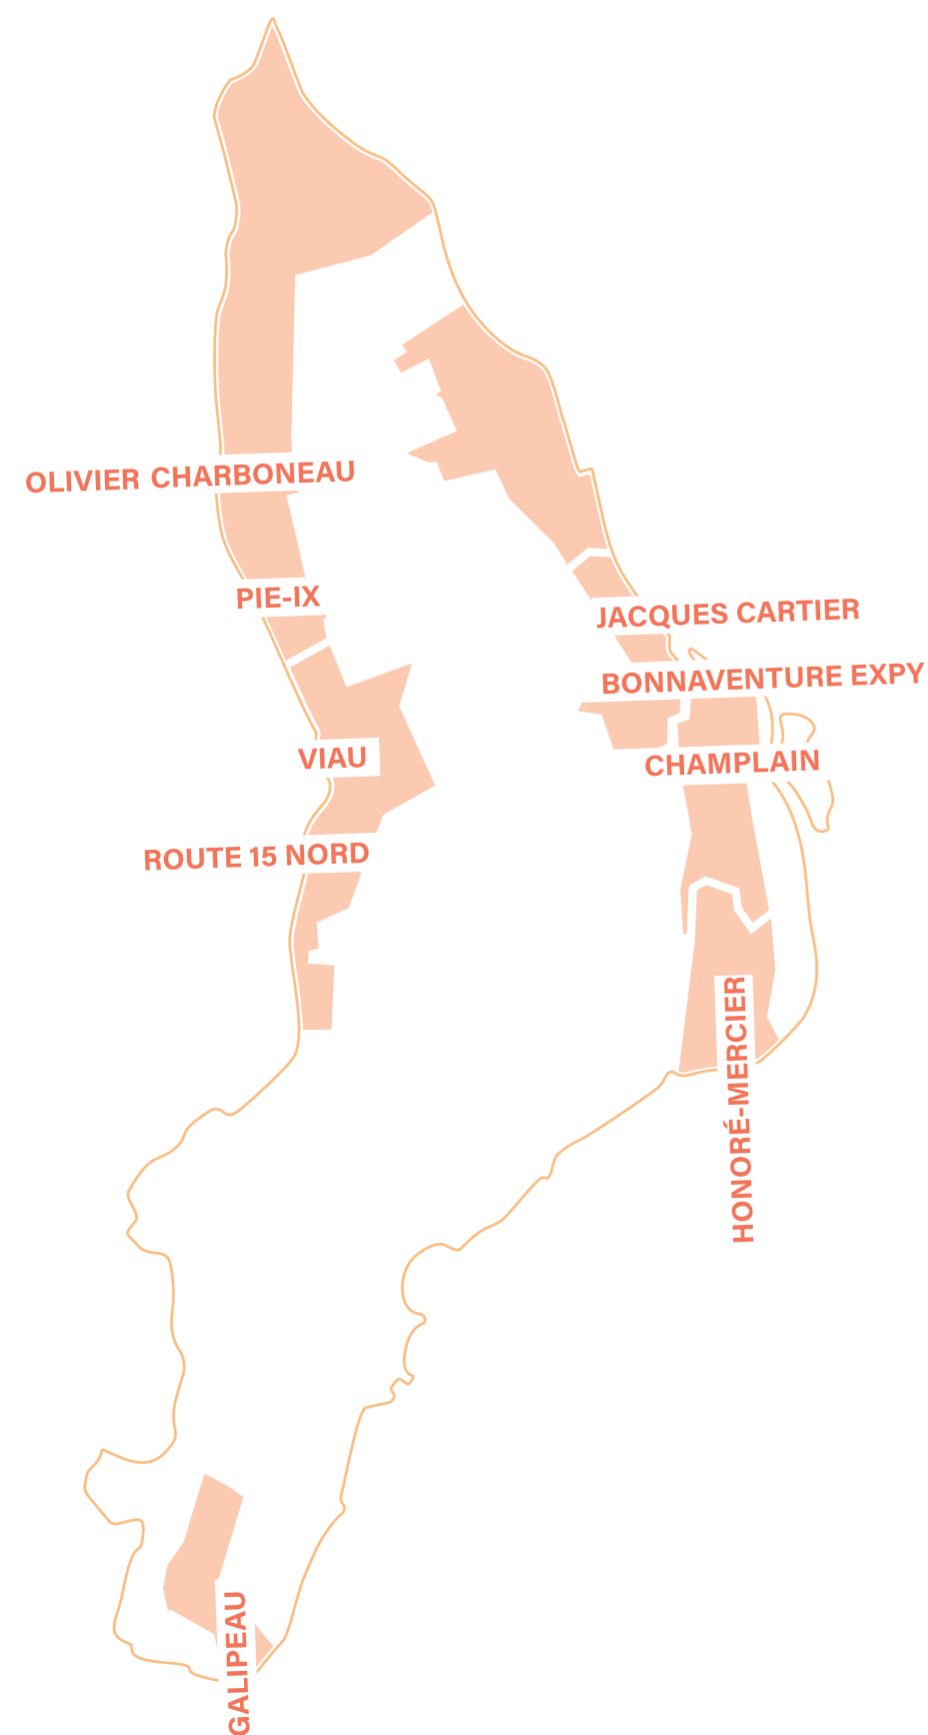 OLIVIER CHARBONEAU
PIE-IX
JACQUES CARTIER
BONNAVENTURE EXPY
VIAU
CHAMPLAIN
ROUTE 15 NORD
HONORÉ-MERCIER
GALIPEAU